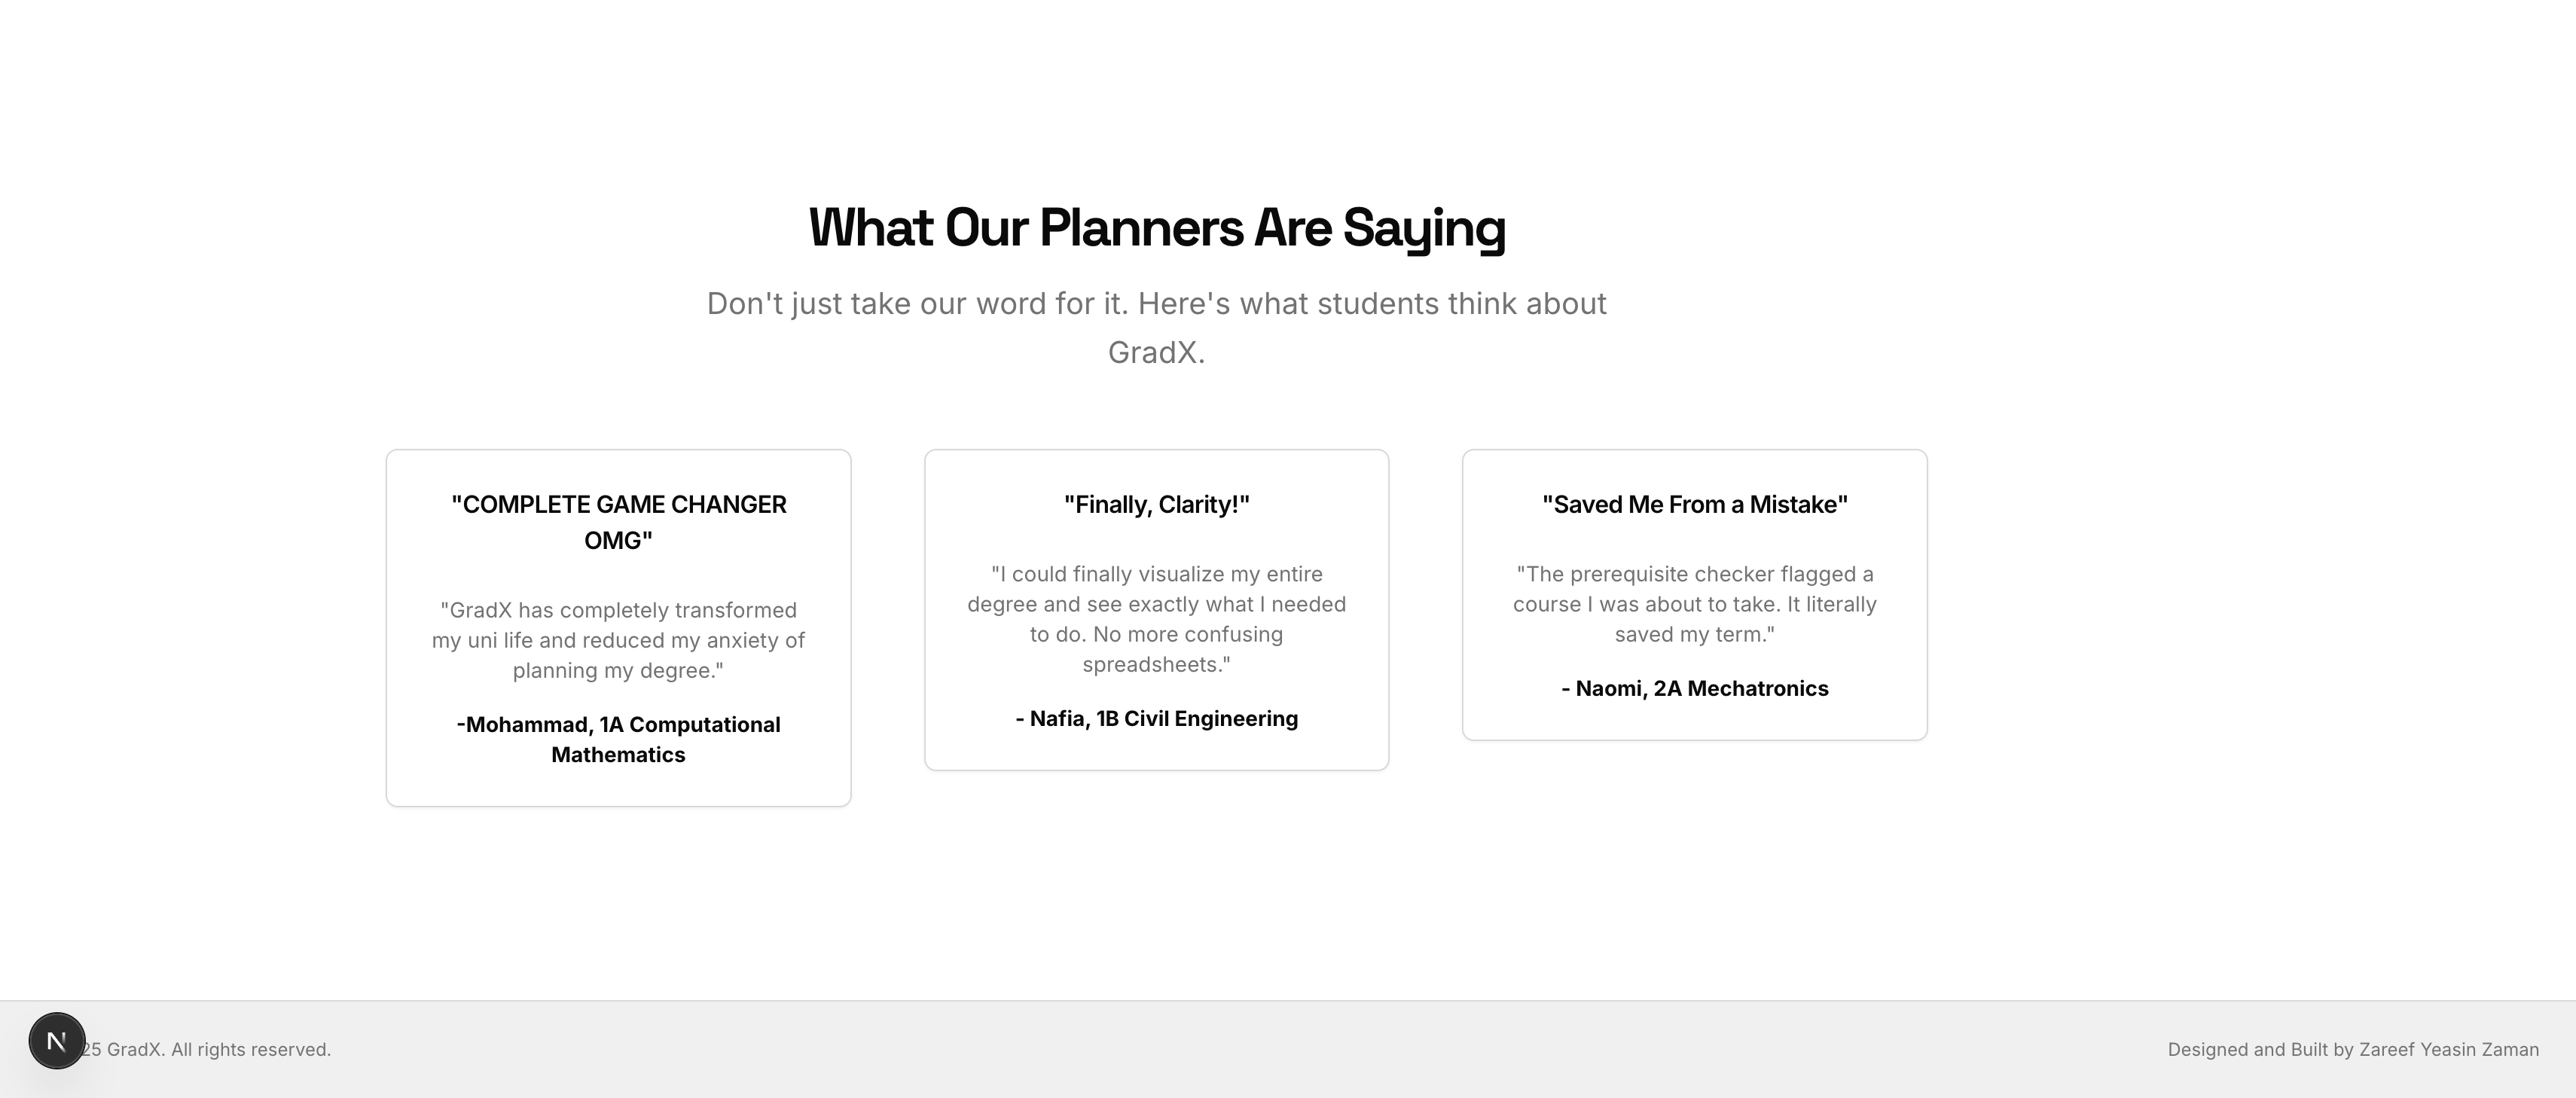 What Our Planners Are Saying
Don't just take our word for it. Here's what students think about
GradX.
"COMPLETE GAME CHANGER
OMG"
"GradX has completely transformed
my uni life and reduced my anxiety of
planning my degree."
-Mohammad, 1A Computational
Mathematics
"Finally, Clarity!"
"I could finally visualize my entire
degree and see exactly what I needed
to do. No more confusing
spreadsheets."
- Nafia, 1B Civil Engineering
"Saved Me From a Mistake"
"The prerequisite checker flagged a
course I was about to take. It literally
saved my term."
- Naomi, 2A Mechatronics
N
25 GradX. All rights reserved.
Designed and Built by Zareef Yeasin Zaman